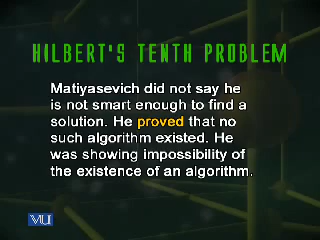 HILBERT'S TENTH PROBLEM
Matiyasevich did not say he
is not smart enough to find a
solution. He proved that no
such algorithm existed. He
was showing impossibility of
the existence of an algorithm.
VU